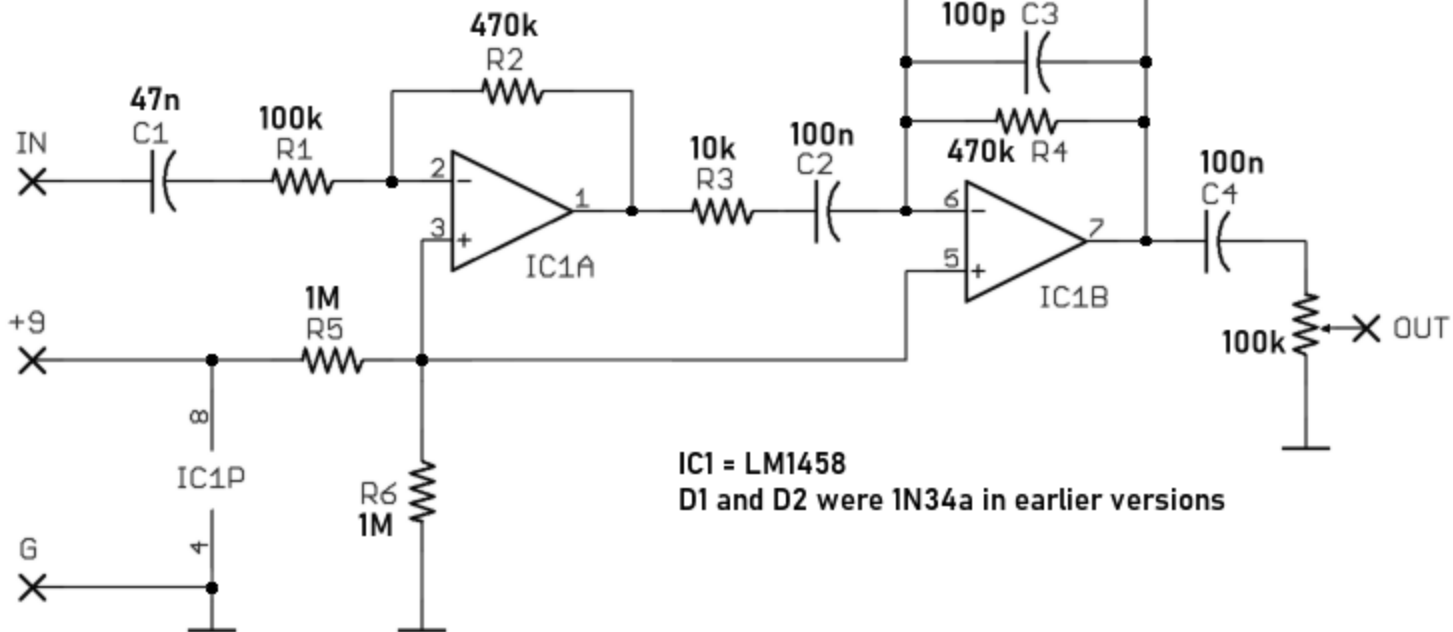 100p C3
470k
R2
47n
C1
100k
R1
IN
2
-
3
+
1
IC1A
10k
R3
100n
C2
470k R4
6
-
5
+
7
IC1B
100n
C4
100k
OUT
+9
1M
R5
8
IC1P
4
G
R6
1M
IC1 = LM1458
D1 and D2 were 1N34a in earlier versions